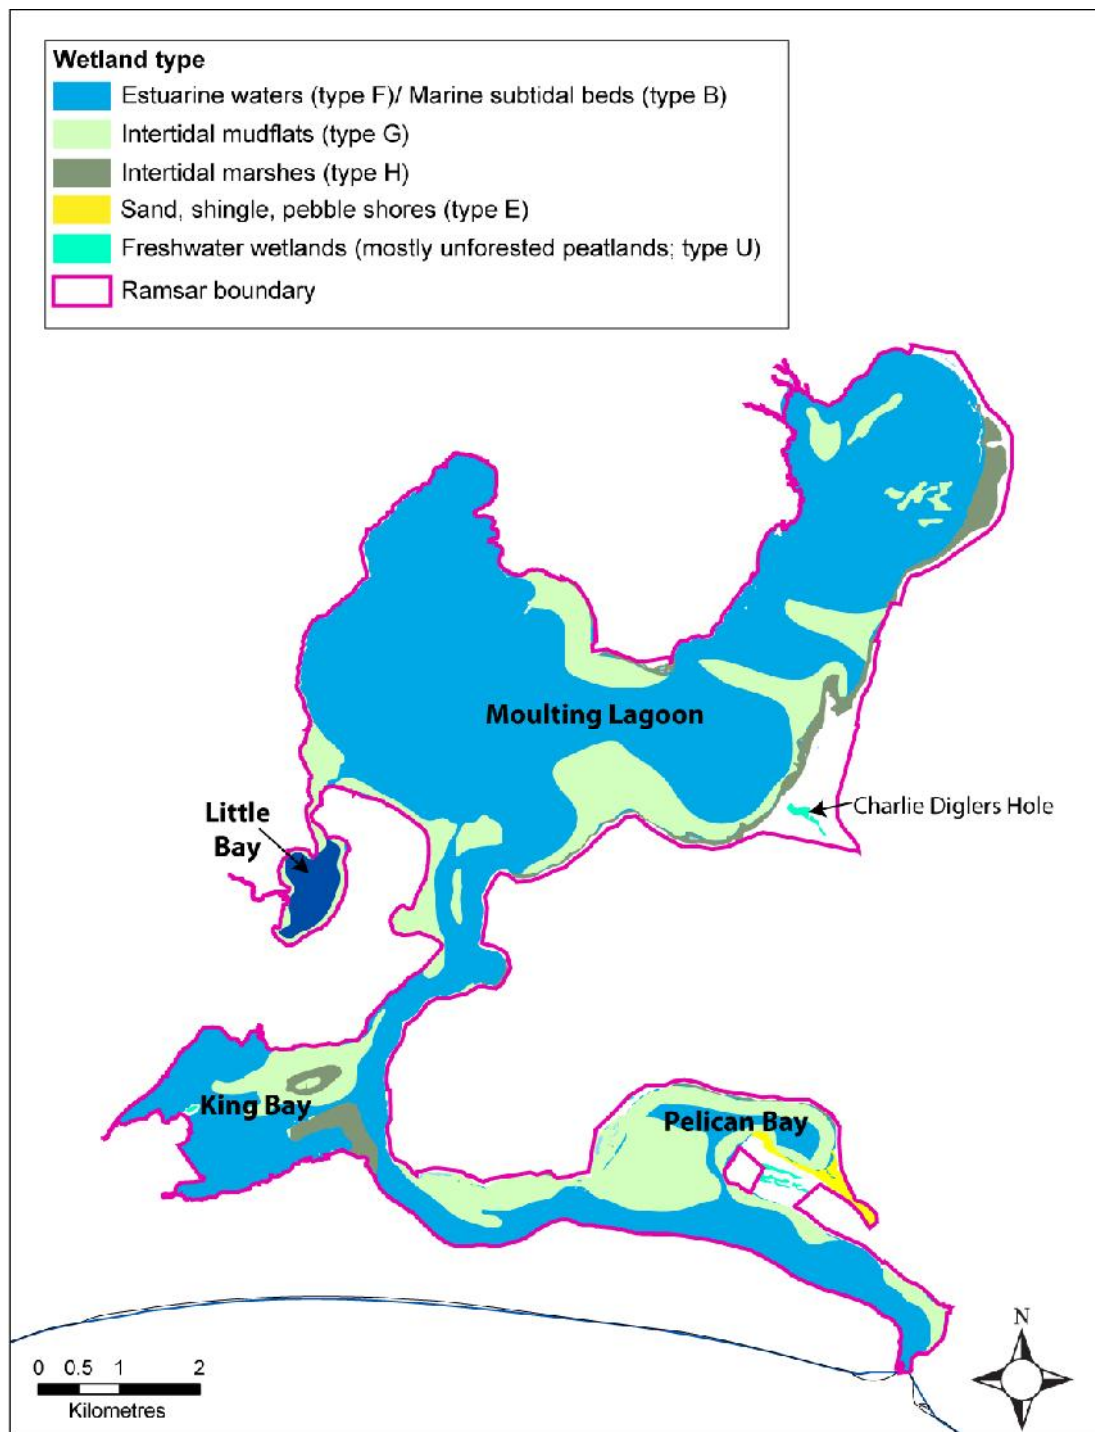 Wetland type
Estuarine waters (type F)/ Marine subtidal beds (type B)
Intertidal mudflats (type G)
Intertidal marshes (type H)
Sand, shingle, pebble shores (type E)
Freshwater wetlands (mostly unforested peatlands; type U)
Ramsar boundary
Moulting Lagoon
Little
Bay
Charlie Diglers Hole
King Bay
Pelican Bay
N
0 0.5 1 2
Kilometres